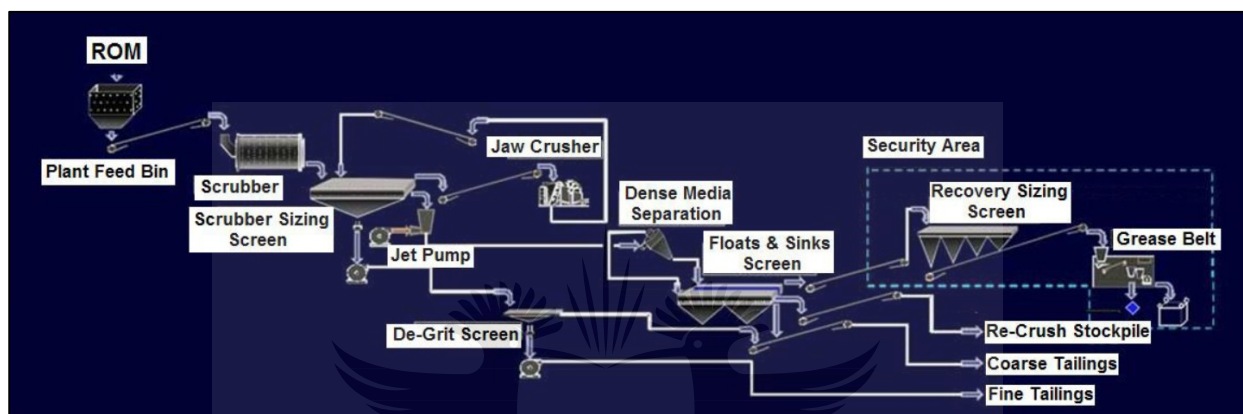 ROM
Plant Feed Bin
Scrubber
Scrubber Sizing
Screen
Jet Pump
Jaw Crusher
De-Grit Screen
Dense Media
Separation
Floats & Sinks
Screen
Security Area
Recovery Sizing
Screen
Grease Belt
Re-Crush Stockpile
Coarse Tailings
Fine Tailings